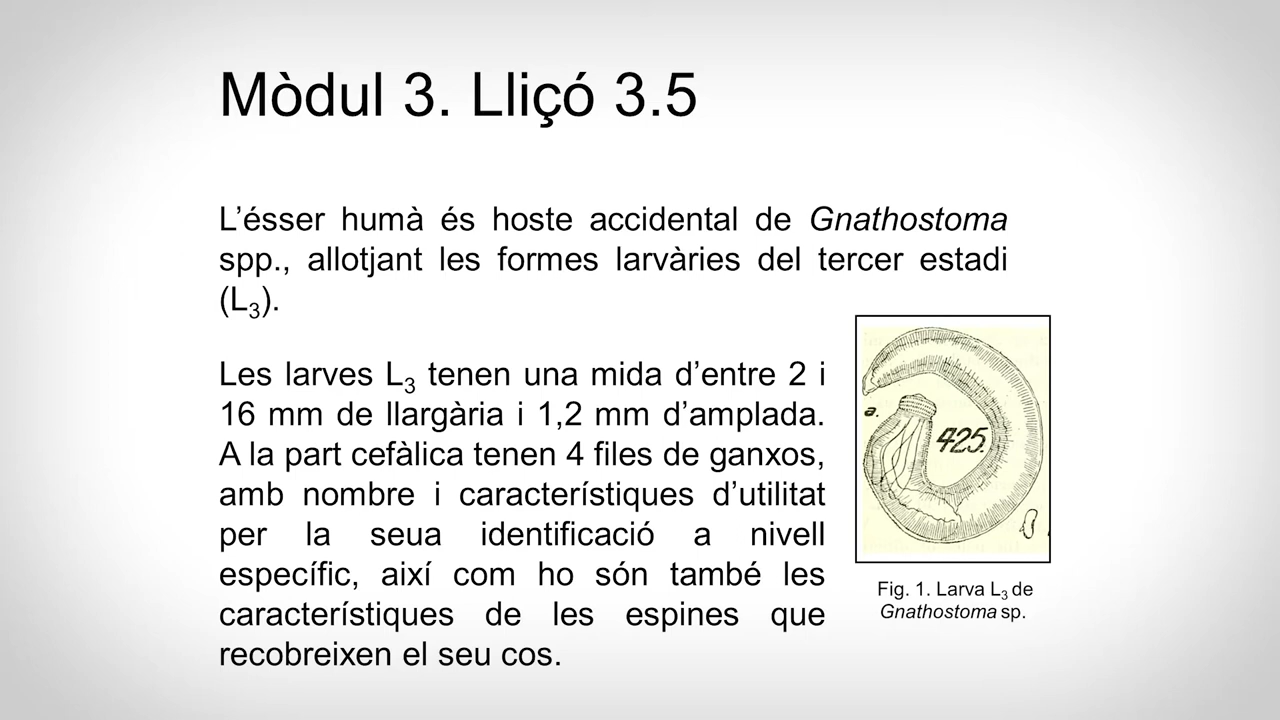 Mòdul 3. Lliçó 3.5
L’ésser humà és hoste accidental de Gnathostoma
spp., allotjant les formes larvàries del tercer estadi
(L3).
Les larves L3 tenen una mida d’entre 2 i
16 mm de llargària i 1,2 mm d’amplada.
A la part cefàlica tenen 4 files de ganxos,
amb nombre i característiques d’utilitat
per la seua identificació a nivell
específic, així com ho són també les
característiques de les espines que
recobreixen el seu cos.
a.
425.
Fig. 1. Larva L3 de
Gnathostoma sp.